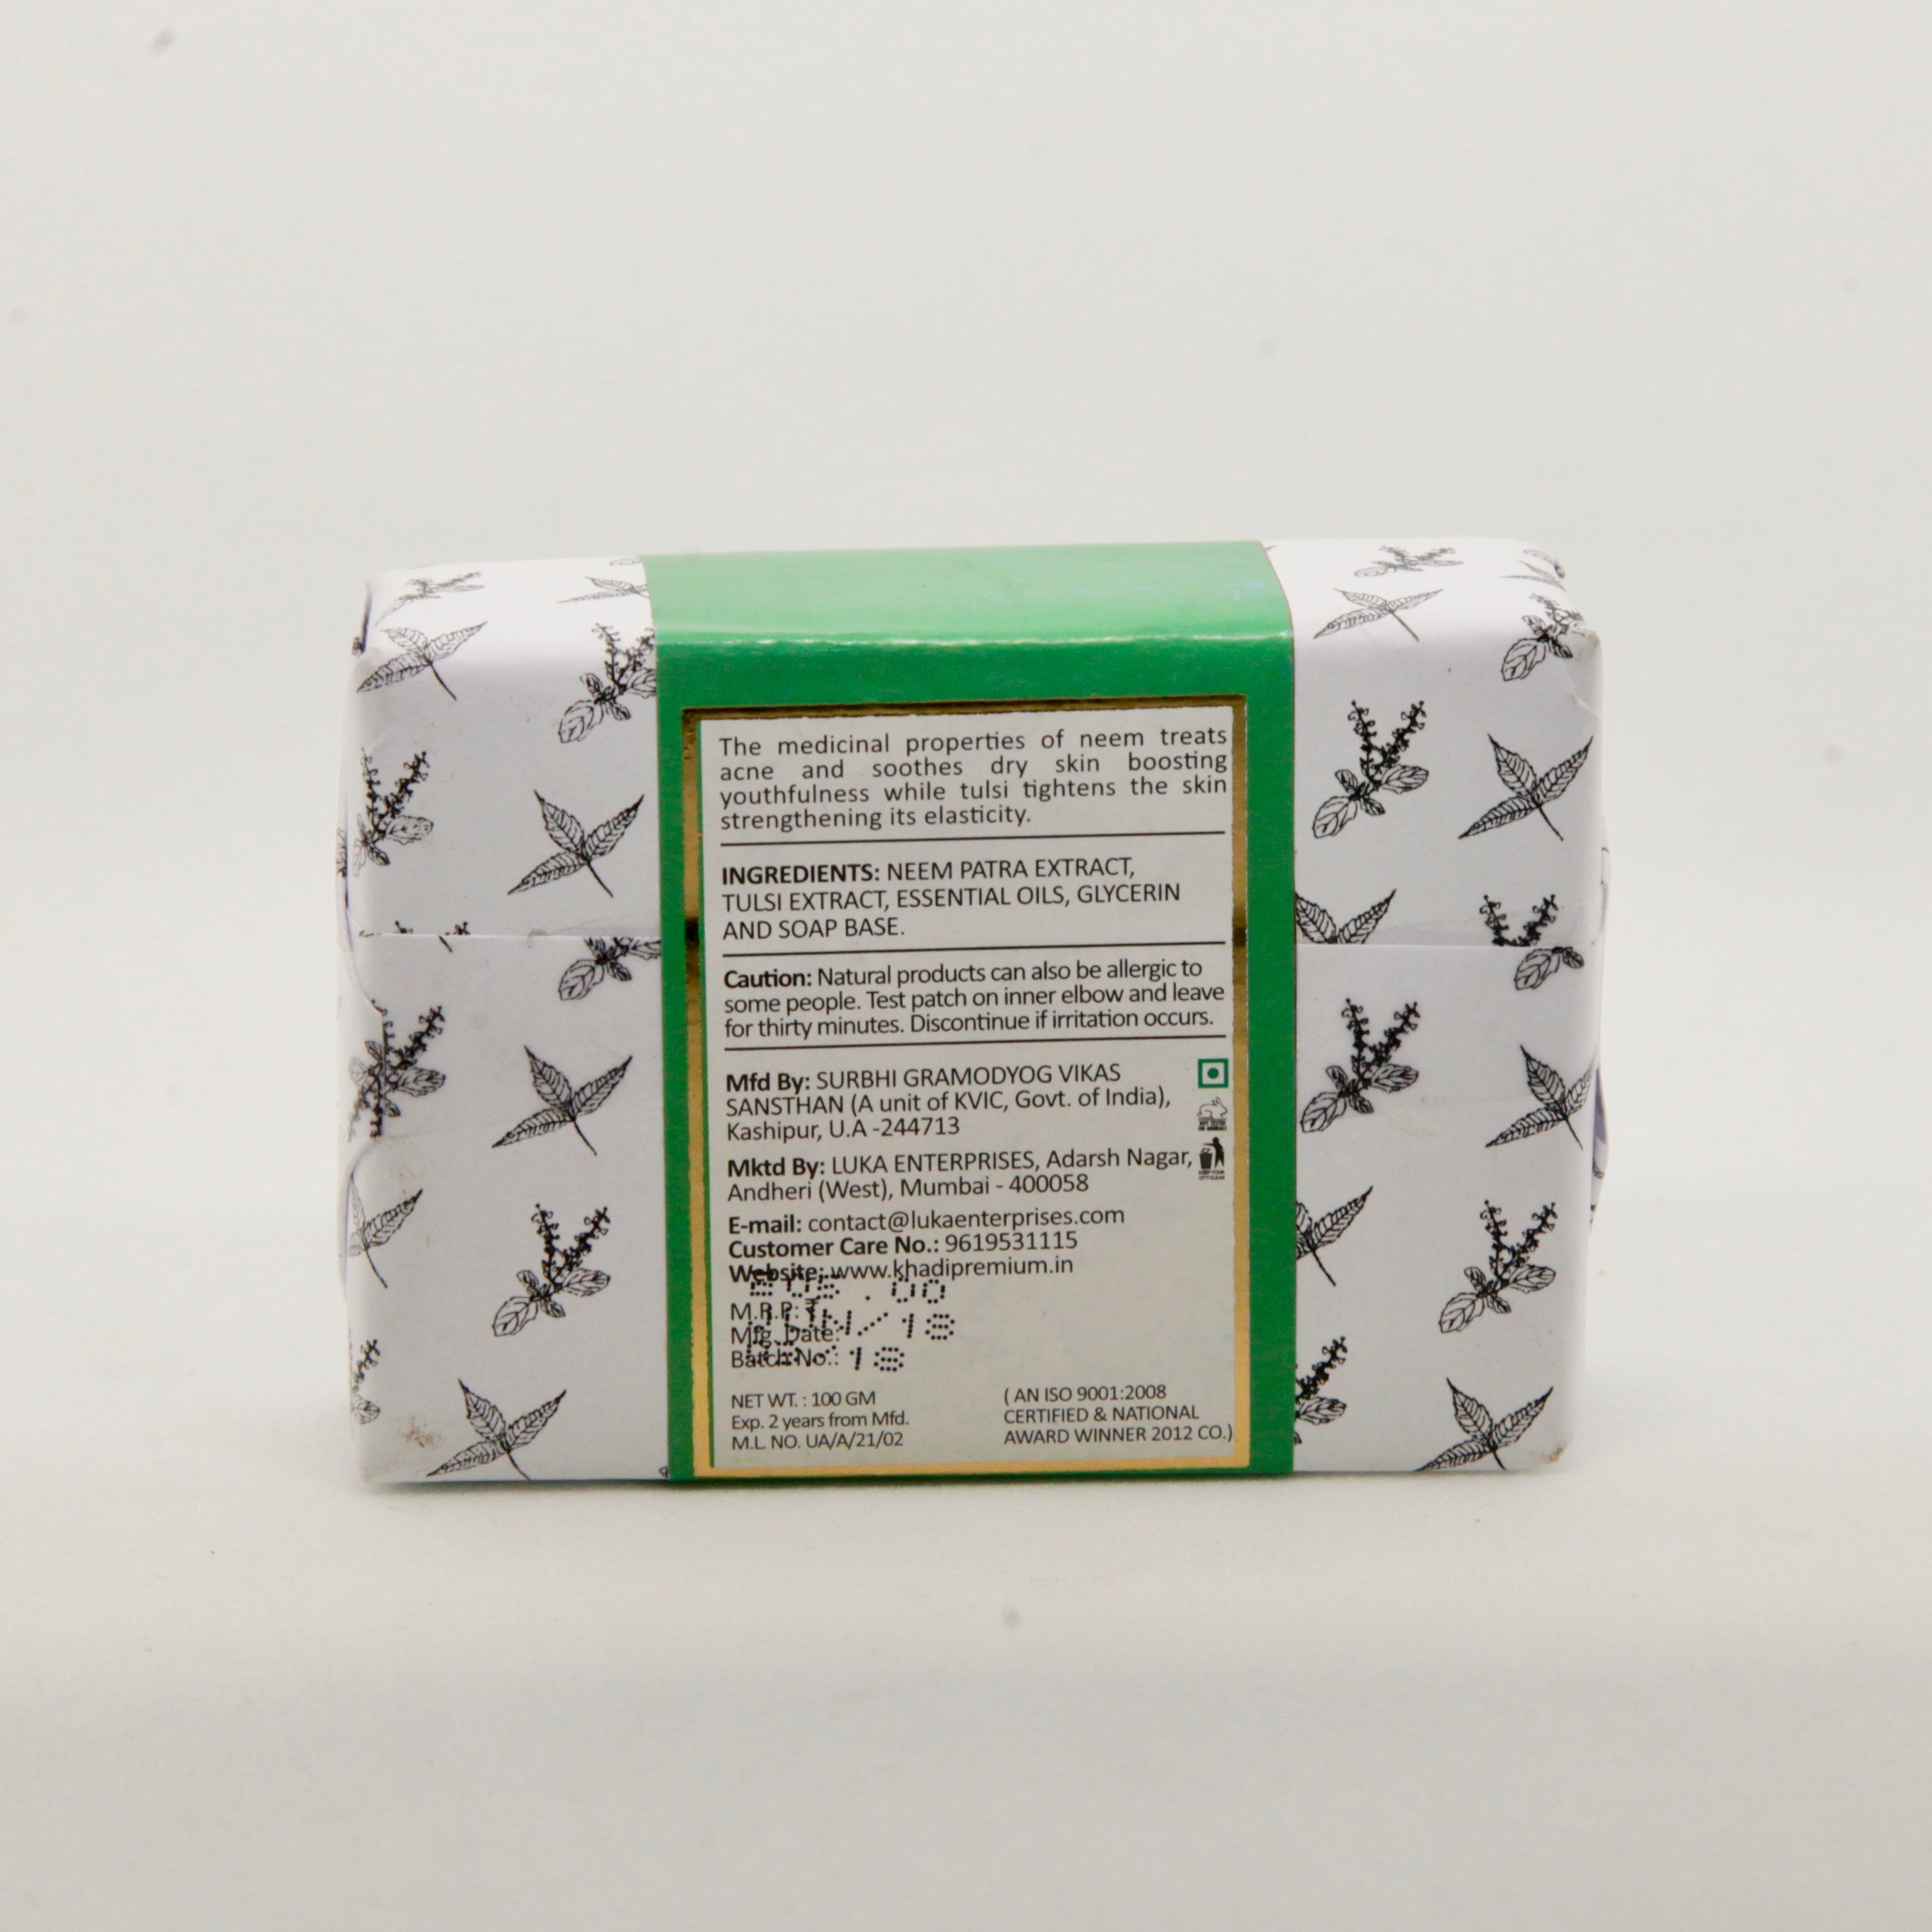 The medicinal properties of neem treats
acne and soothes dry skin boosting
youthfulness while tulsi tightens the skin
strengthening its elasticity.
INGREDIENTS: NEEM PATRA EXTRACT,
TULSI EXTRACT, ESSENTIAL OILS, GLYCERIN
AND SOAP BASE.
Caution: Natural products can also be allergic to
some people. Test patch on inner elbow and leave
for thirty minutes. Discontinue if irritation occurs.
Mfd By: SURBHI GRAMODYOG VIKAS
SANSTHAN (A unit of KVIC, Govt. of India),
Kashipur, U.A -244713
Mktd By: LUKA ENTERPRISES, Adarsh Nagar,
Andheri (West), Mumbai - 400058
E-mail: contact@lukaenterprises.com
Customer Care No.: 9619531115
Website: www.khadipremium.in
M.R.P: ₹ .00
Mfg. Date: /18
Batch No.: 18
NET WT. : 100 GM
Exp. 2 years from Mfd.
M.L. NO. UA/A/21/02
( AN ISO 9001:2008
CERTIFIED & NATIONAL
AWARD WINNER 2012 CO.)